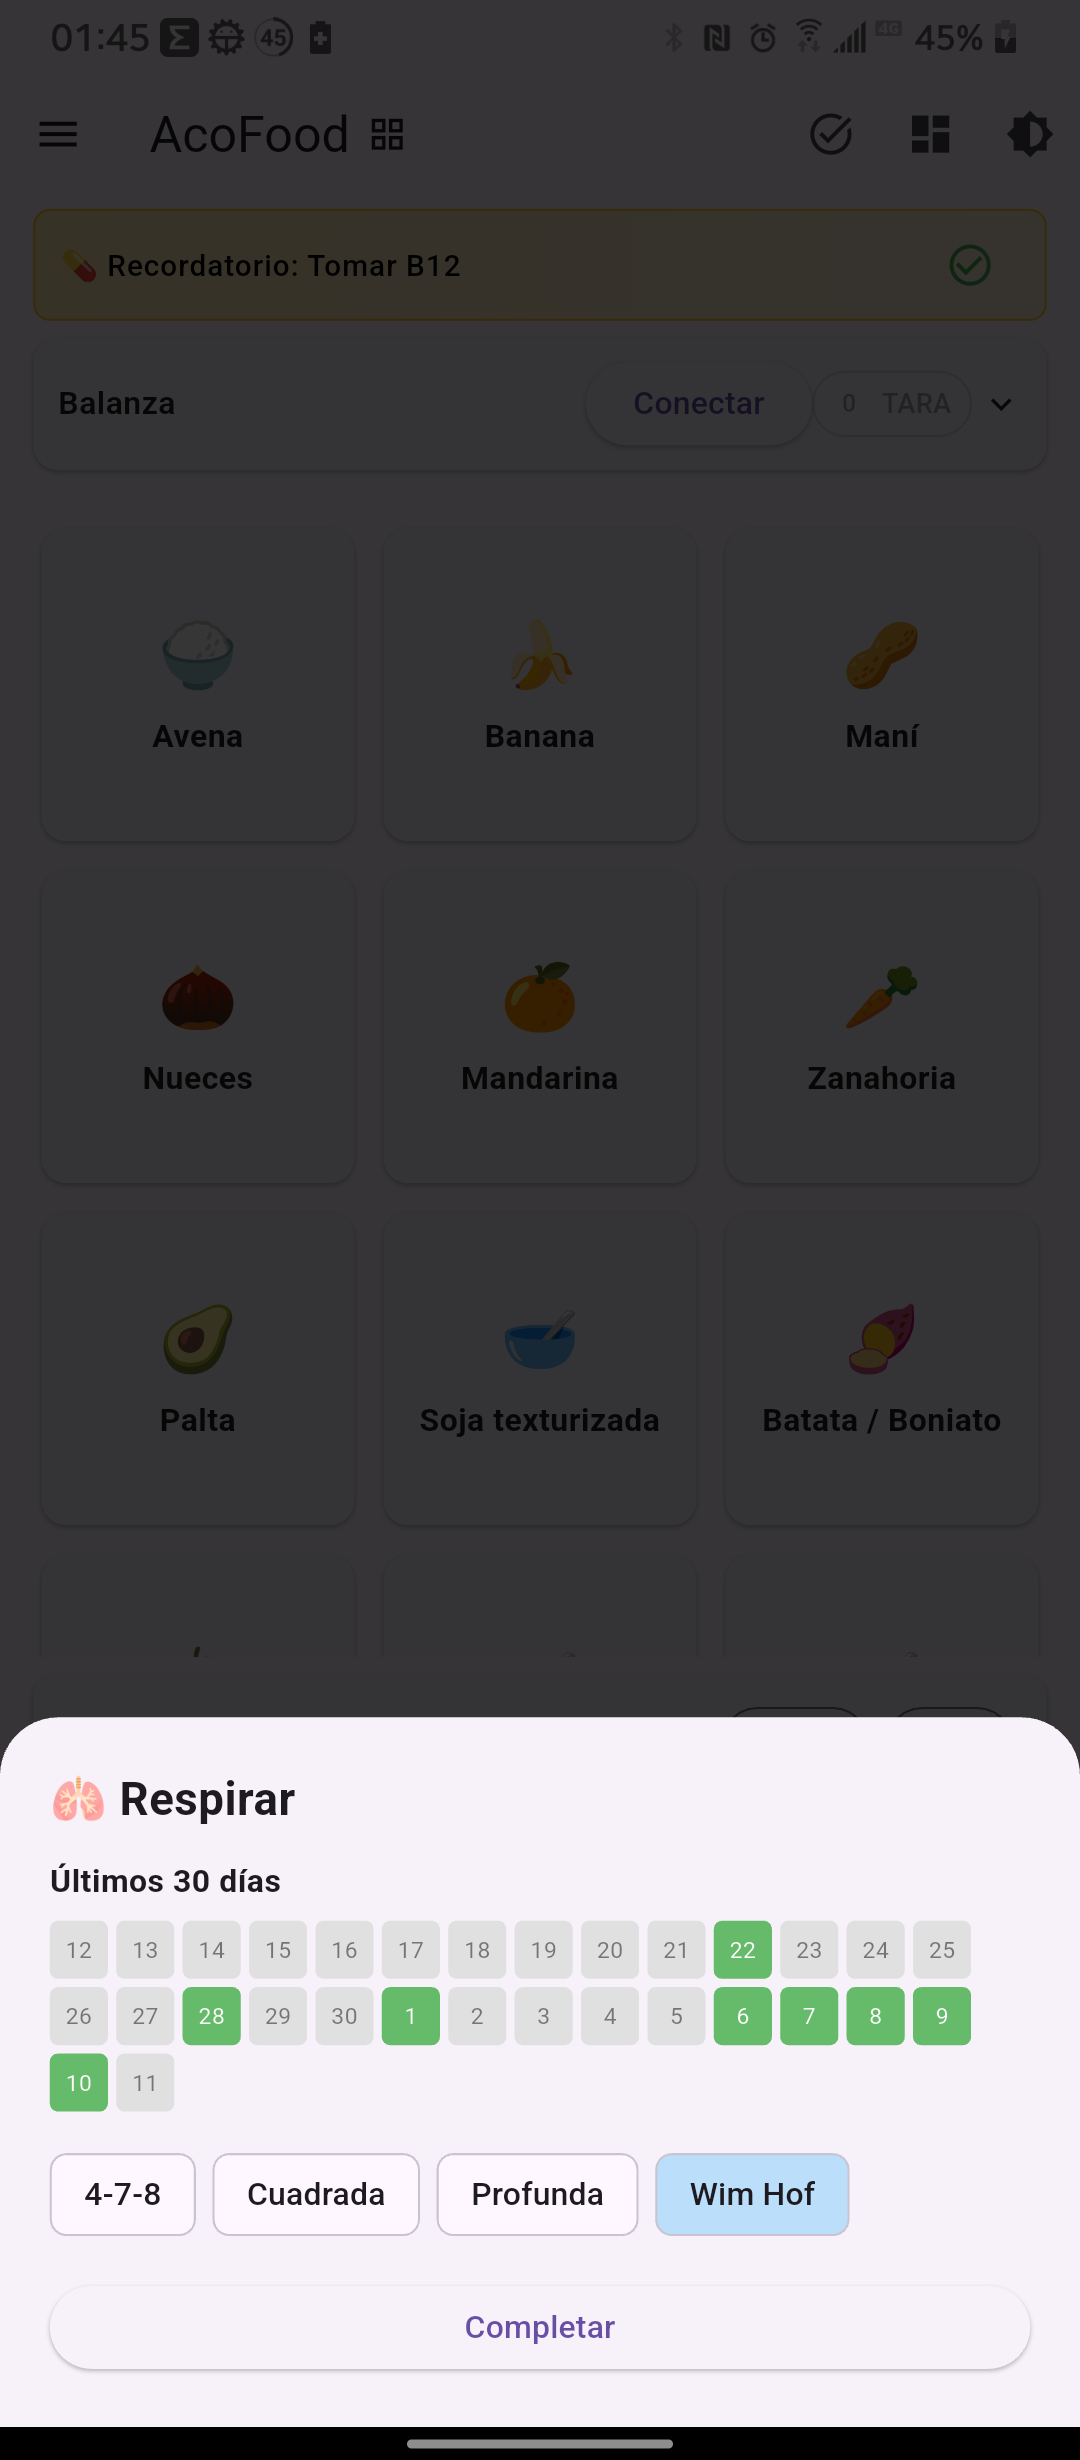 01:45 45 4G 45%
AcoFood
Recordatorio: Tomar B12
Balanza Conectar 0 TARA
Avena Banana Maní
Nueces Mandarina Zanahoria
Palta Soja texturizada Batata / Boniato
Respirar
Últimos 30 días
12 13 14 15 16 17 18 19 20 21 22 23 24 25
26 27 28 29 30 1 2 3 4 5 6 7 8 9
10 11
4-7-8 Cuadrada Profunda Wim Hof
Completar